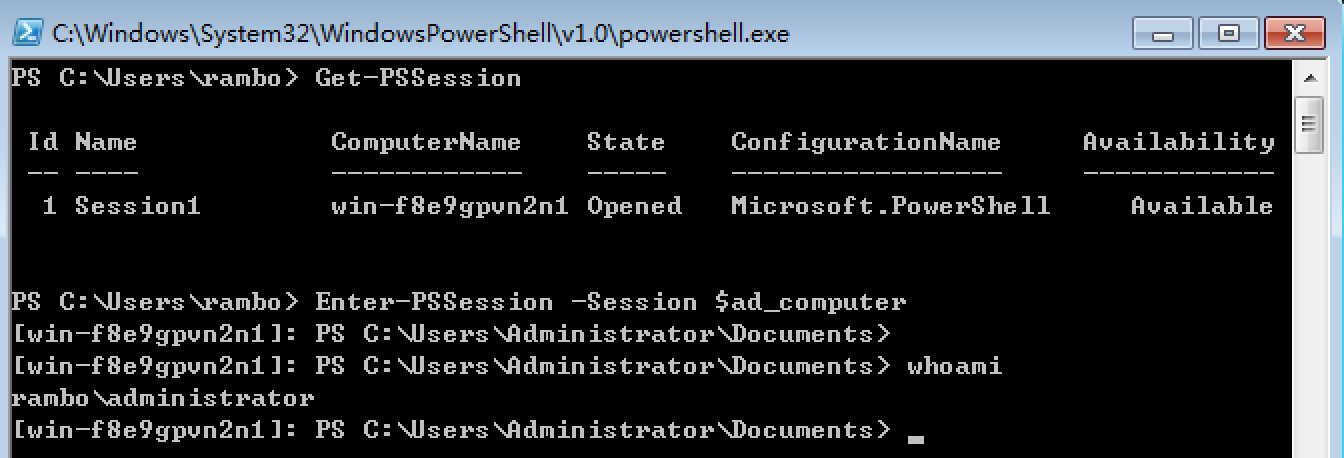 C:\Windows\System32\WindowsPowerShell\v1.0\powershell.exe
PS C:\Users\rambo> Get-PSSession
Id Name ComputerName State ConfigurationName Availability
-- ---- ------------ ----- ----------------- ------------
1 Session1 win-f8e9gpvn2n1 Opened Microsoft.PowerShell Available
PS C:\Users\rambo> Enter-PSSession -Session $ad_computer
[win-f8e9gpvn2n1]: PS C:\Users\Administrator\Documents>
[win-f8e9gpvn2n1]: PS C:\Users\Administrator\Documents> whoami
rambo\administrator
[win-f8e9gpvn2n1]: PS C:\Users\Administrator\Documents> _